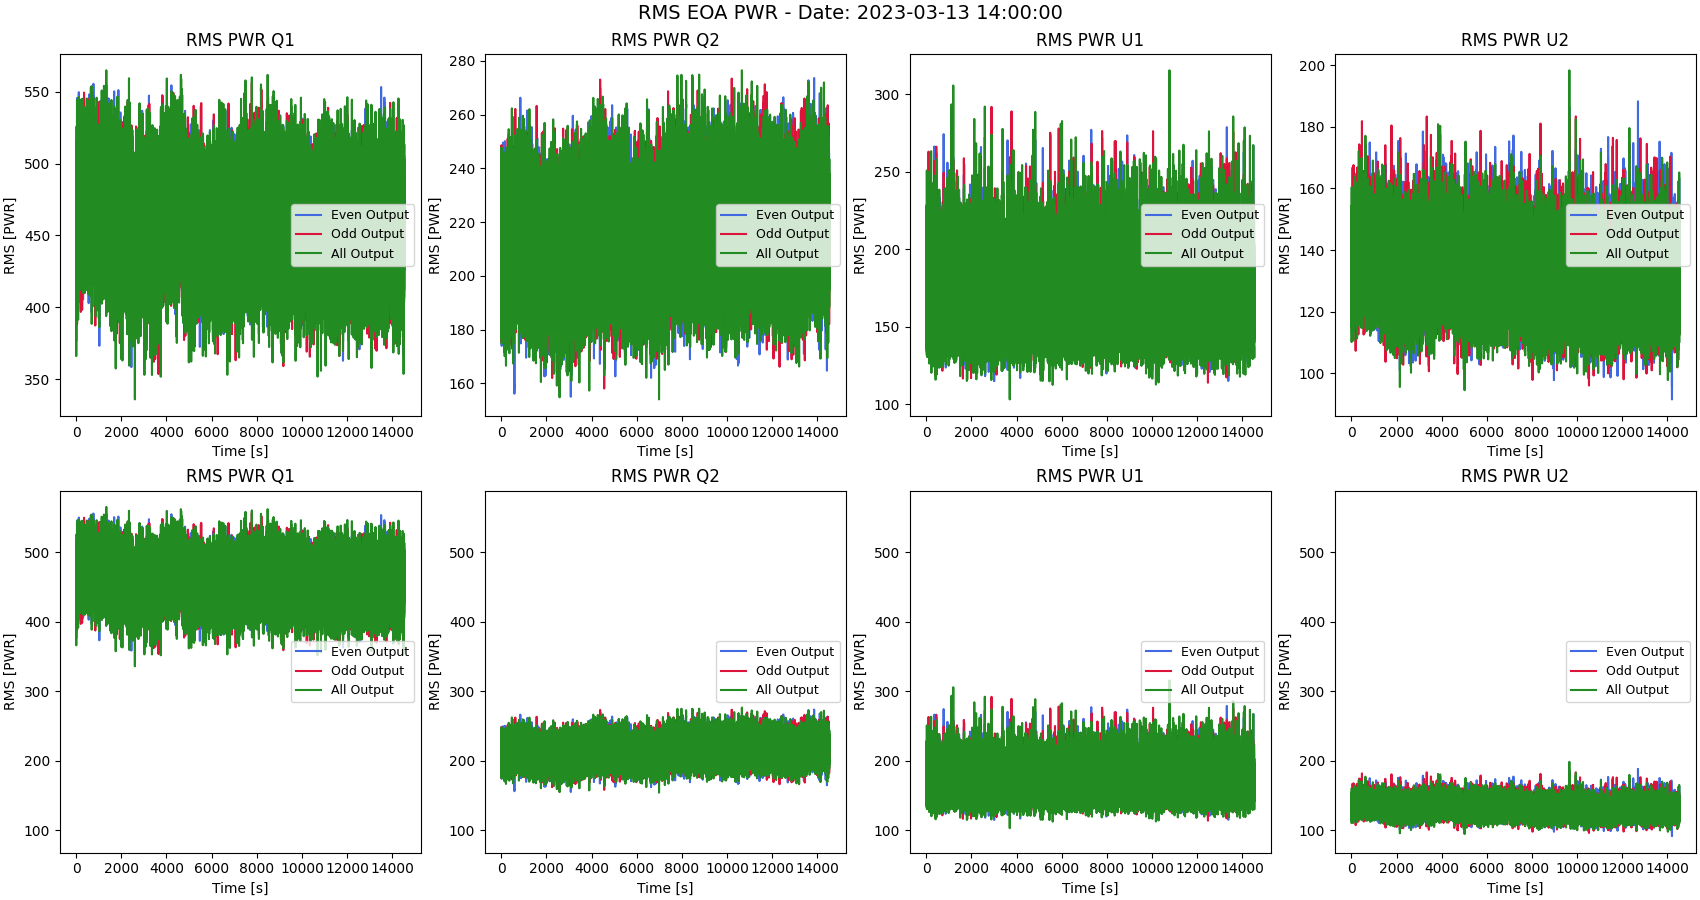 RMS EOA PWR - Date: 2023-03-13 14:00:00
RMS PWR Q1
RMS [PWR]
550
500
450
400
350
Even Output
Odd Output
All Output
0 2000 4000 6000 8000 10000 12000 14000
Time [s]
RMS PWR Q2
RMS [PWR]
280
260
240
220
200
180
160
Even Output
Odd Output
All Output
0 2000 4000 6000 8000 10000 12000 14000
Time [s]
RMS PWR U1
RMS [PWR]
300
250
200
150
100
Even Output
Odd Output
All Output
0 2000 4000 6000 8000 10000 12000 14000
Time [s]
RMS PWR U2
RMS [PWR]
200
180
160
140
120
100
Even Output
Odd Output
All Output
0 2000 4000 6000 8000 10000 12000 14000
Time [s]
RMS PWR Q1
RMS [PWR]
500
400
300
200
100
Even Output
Odd Output
All Output
0 2000 4000 6000 8000 10000 12000 14000
Time [s]
RMS PWR Q2
RMS [PWR]
500
400
300
200
100
Even Output
Odd Output
All Output
0 2000 4000 6000 8000 10000 12000 14000
Time [s]
RMS PWR U1
RMS [PWR]
500
400
300
200
100
Even Output
Odd Output
All Output
0 2000 4000 6000 8000 10000 12000 14000
Time [s]
RMS PWR U2
RMS [PWR]
500
400
300
200
100
Even Output
Odd Output
All Output
0 2000 4000 6000 8000 10000 12000 14000
Time [s]